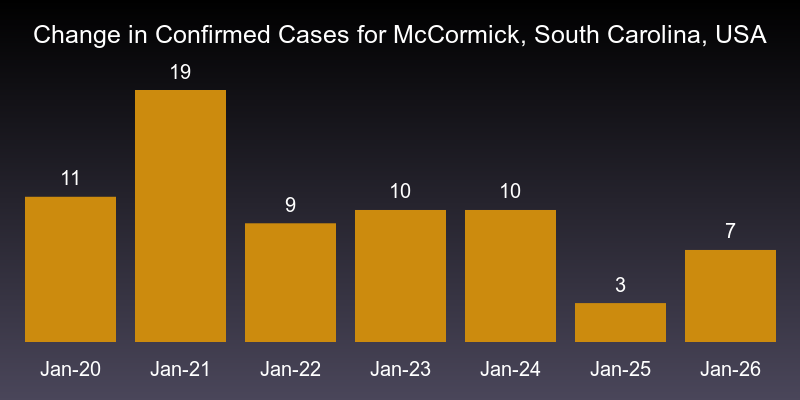 Change in Confirmed Cases for McCormick, South Carolina, USA
11
19
9
10
10
3
7
Jan-20
Jan-21
Jan-22
Jan-23
Jan-24
Jan-25
Jan-26